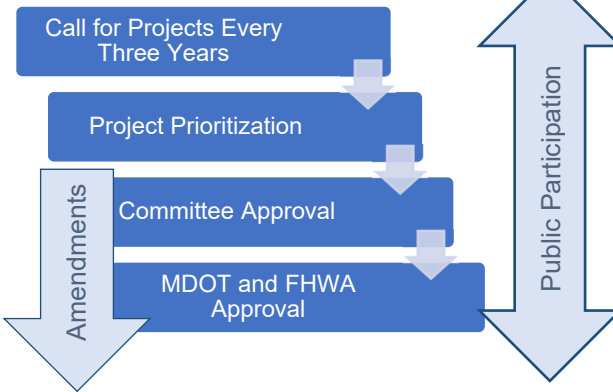 Call for Projects Every
Three Years
Project Prioritization
Committee Approval
MDOT and FHWA
Approval
Amendments
Public Participation